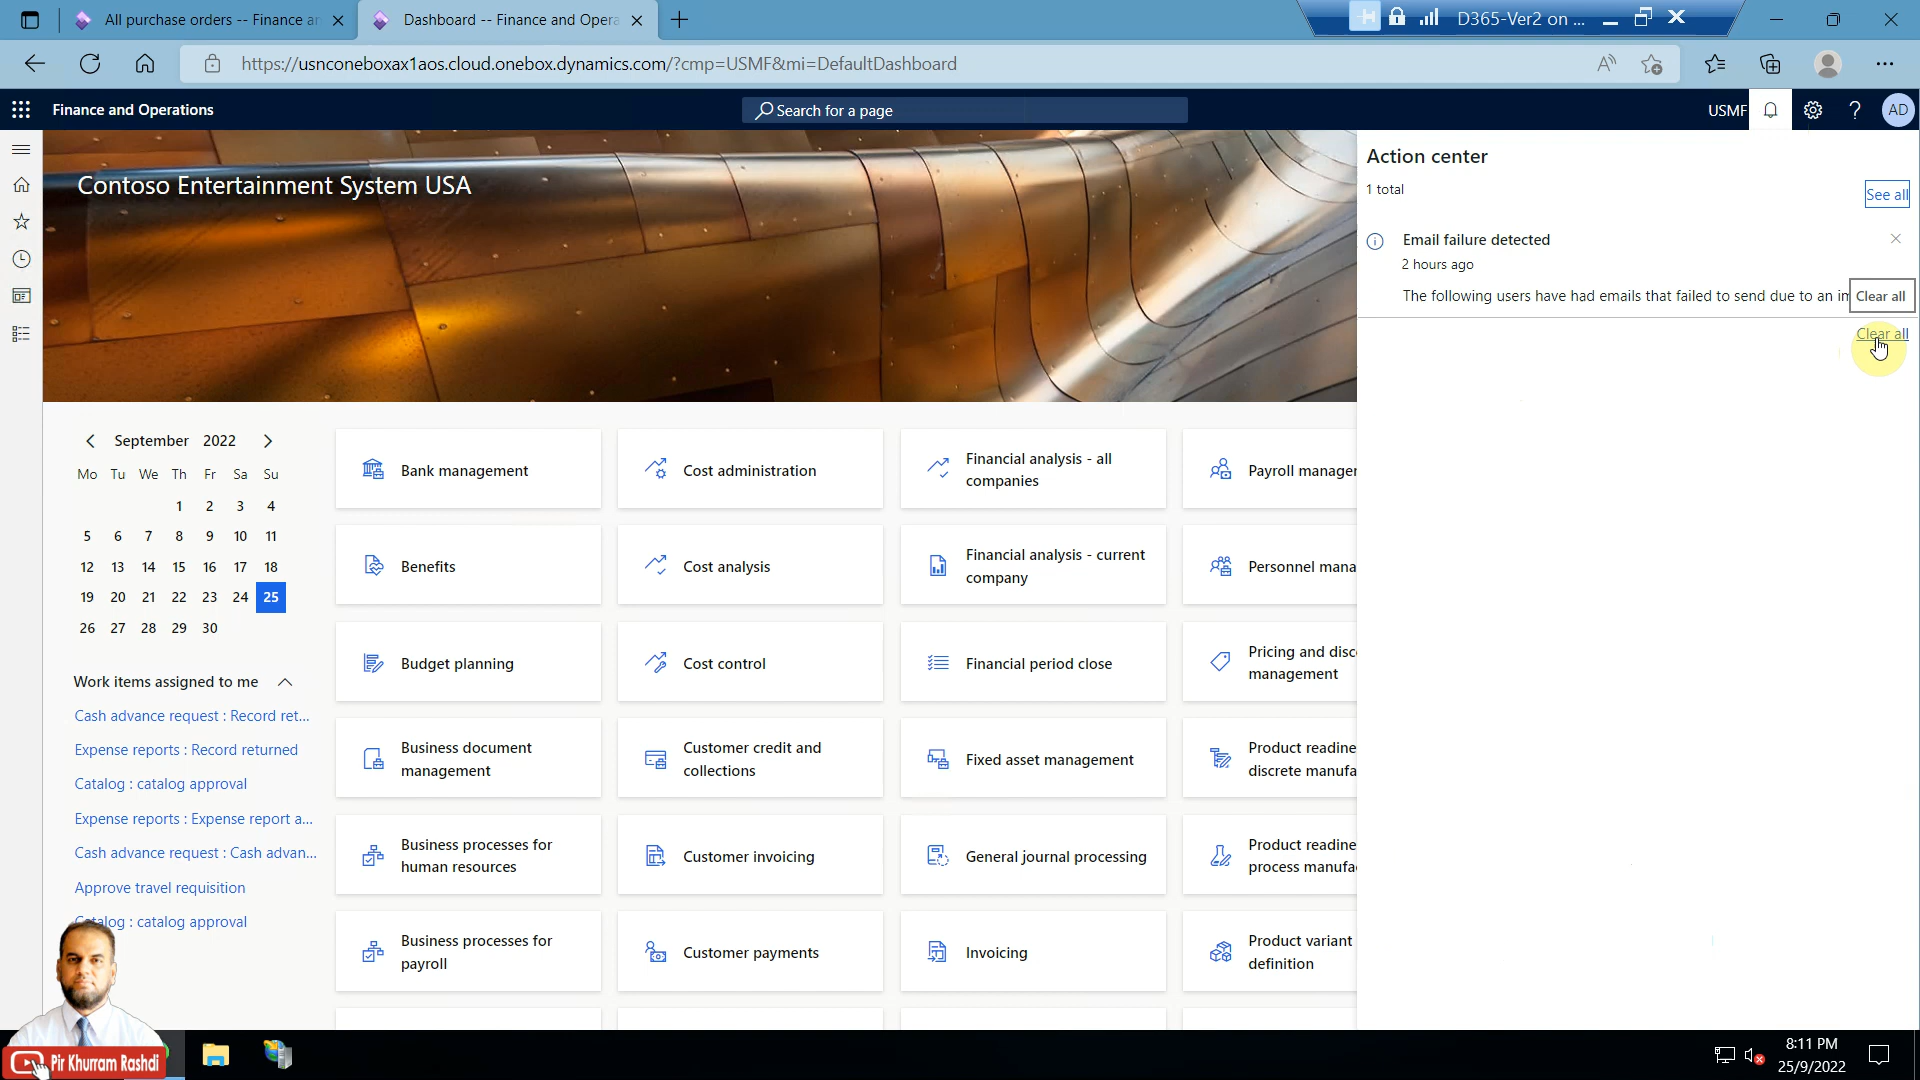 All purchase orders -- Finance an
Dashboard -- Finance and Opera
D365-Ver2 on ...
https://usnconeboxax1aos.cloud.onebox.dynamics.com/?cmp=USMF&mi=DefaultDashboard
Finance and Operations
Search for a page
USMF
AD
Contoso Entertainment System USA
Action center
1 total
See all
Email failure detected
2 hours ago
The following users have had emails that failed to send due to an in
Clear all
Clear all
September 2022
Mo Tu We Th Fr Sa Su
1 2 3 4
5 6 7 8 9 10 11
12 13 14 15 16 17 18
19 20 21 22 23 24 25
26 27 28 29 30
Work items assigned to me
Cash advance request : Record ret...
Expense reports : Record returned
Catalog : catalog approval
Expense reports : Expense report a...
Cash advance request : Cash advan...
Approve travel requisition
Catalog : catalog approval
Bank management
Cost administration
Financial analysis - all
companies
Payroll manager
Benefits
Cost analysis
Financial analysis - current
company
Personnel mana
Budget planning
Cost control
Financial period close
Pricing and disc
management
Business document
management
Customer credit and
collections
Fixed asset management
Product readine
discrete manufa
Business processes for
human resources
Customer invoicing
General journal processing
Product readine
process manufa
Business processes for
payroll
Customer payments
Invoicing
Product variant
definition
Pir Khurram Rashdi
8:11 PM
25/9/2022